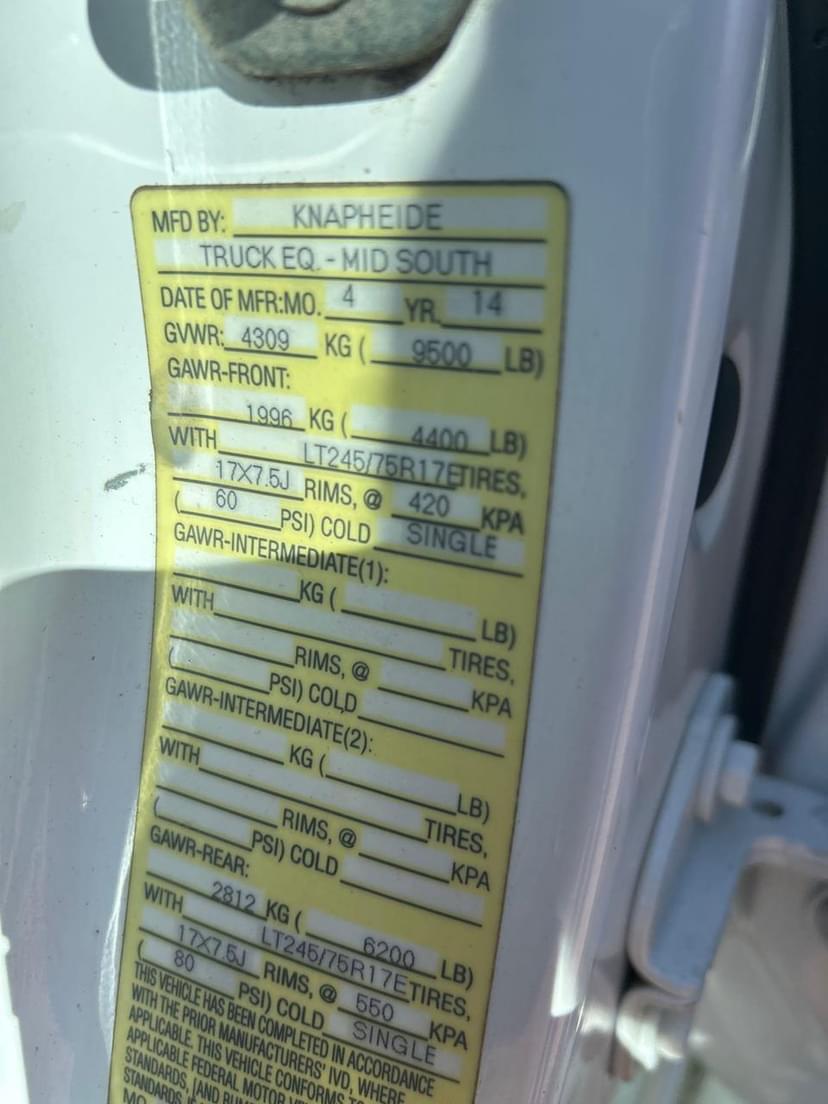 MFD BY: KNAPHEIDE
TRUCK EQ. - MID SOUTH
DATE OF MFR: MO. 4 YR. 14
GVWR: 4309 KG ( 9500 LB)
GAWR-FRONT:
1996 KG ( 4400 LB)
WITH LT245/75R17E TIRES,
17X7.5J RIMS, @ 420 KPA
( 60 PSI) COLD SINGLE
GAWR-INTERMEDIATE(1):
KG ( LB)
WITH TIRES,
RIMS, @ KPA
( PSI) COLD
GAWR-INTERMEDIATE(2):
KG ( LB)
WITH TIRES,
RIMS, @ KPA
( PSI) COLD
GAWR-REAR:
2812 KG ( 6200 LB)
WITH LT245/75R17E TIRES,
17X7.5J RIMS, @ 550 KPA
( 80 PSI) COLD SINGLE
THIS VEHICLE HAS BEEN COMPLETED IN ACCORDANCE
WITH THE PRIOR MANUFACTURERS' IVD, WHERE
APPLICABLE. THIS VEHICLE CONFORMS TO
APPLICABLE FEDERAL MOTOR
STANDARDS, [AND
STANDARDS,
MO.